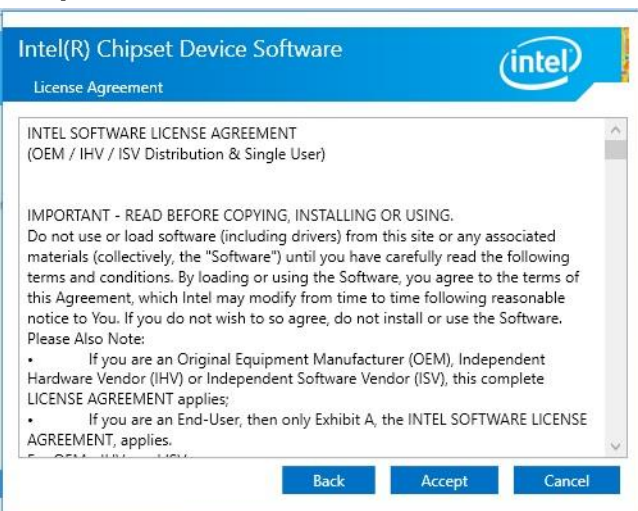 Intel(R) Chipset Device Software
intel
License Agreement
INTEL SOFTWARE LICENSE AGREEMENT
(OEM / IHV / ISV Distribution & Single User)
IMPORTANT - READ BEFORE COPYING, INSTALLING OR USING.
Do not use or load software (including drivers) from this site or any associated
materials (collectively, the "Software") until you have carefully read the following
terms and conditions. By loading or using the Software, you agree to the terms of
this Agreement, which Intel may modify from time to time following reasonable
notice to You. If you do not wish to so agree, do not install or use the Software.
Please Also Note:
• If you are an Original Equipment Manufacturer (OEM), Independent
Hardware Vendor (IHV) or Independent Software Vendor (ISV), this complete
LICENSE AGREEMENT applies;
• If you are an End-User, then only Exhibit A, the INTEL SOFTWARE LICENSE
AGREEMENT, applies.
Back Accept Cancel